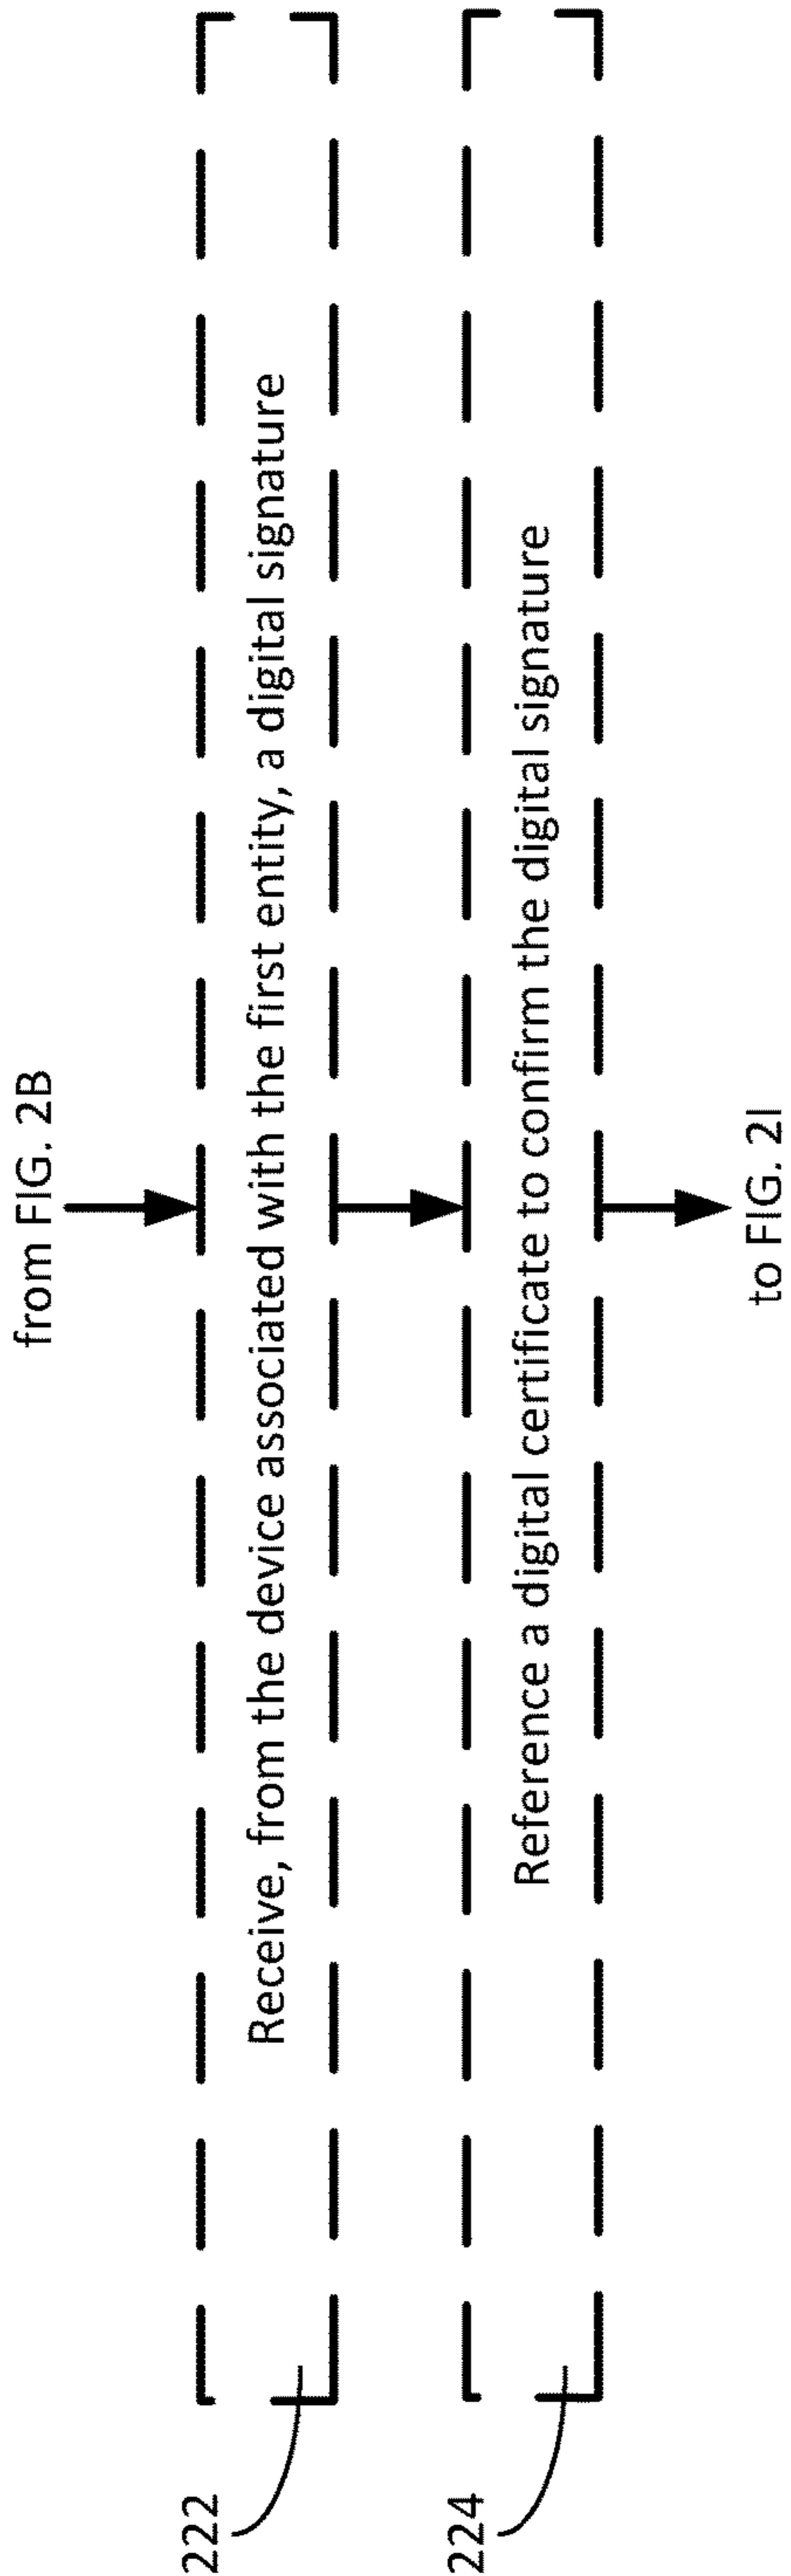 from FIG. 2B
222
Receive, from the device associated with the first entity, a digital signature
224
Reference a digital certificate to confirm the digital signature
to FIG. 2I